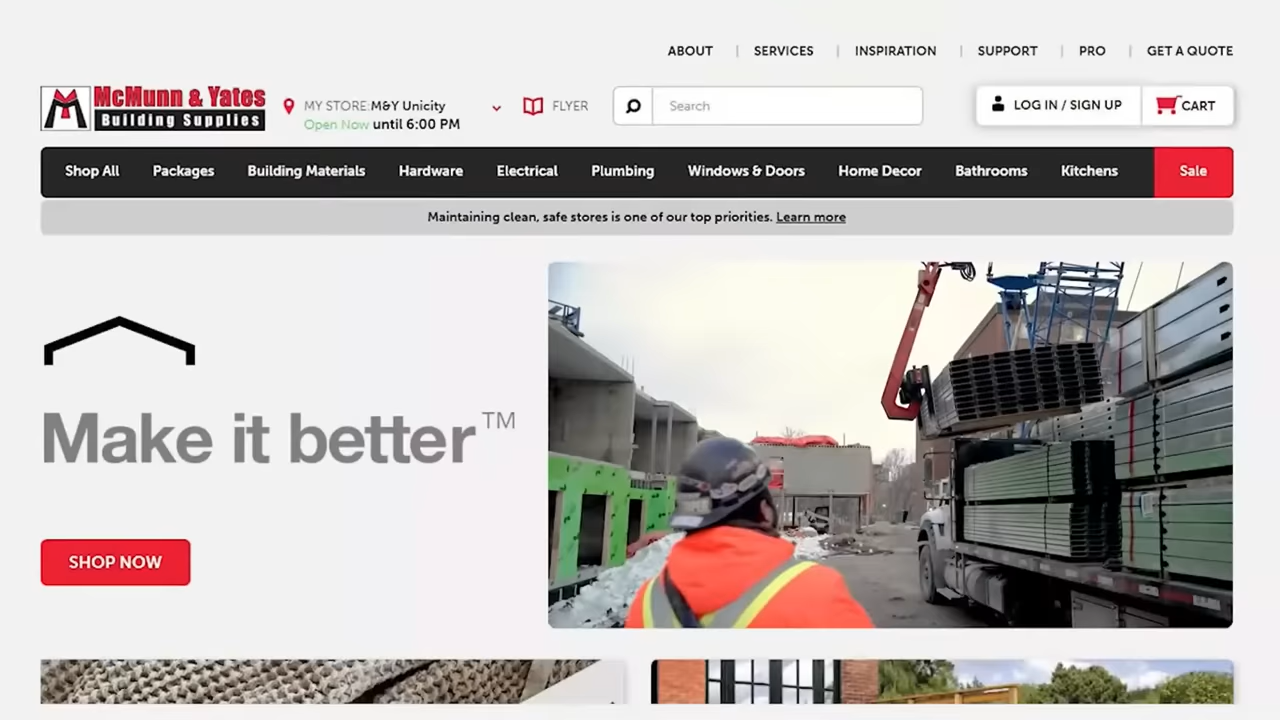 ABOUT | SERVICES | INSPIRATION | SUPPORT | PRO | GET A QUOTE
McMunn & Yates
Building Supplies
MY STORE: M&Y Unicity
Open Now until 6:00 PM
FLYER
Search
LOG IN / SIGN UP
CART
Shop All Packages Building Materials Hardware Electrical Plumbing Windows & Doors Home Decor Bathrooms Kitchens Sale
Maintaining clean, safe stores is one of our top priorities. Learn more
Make it better™
SHOP NOW